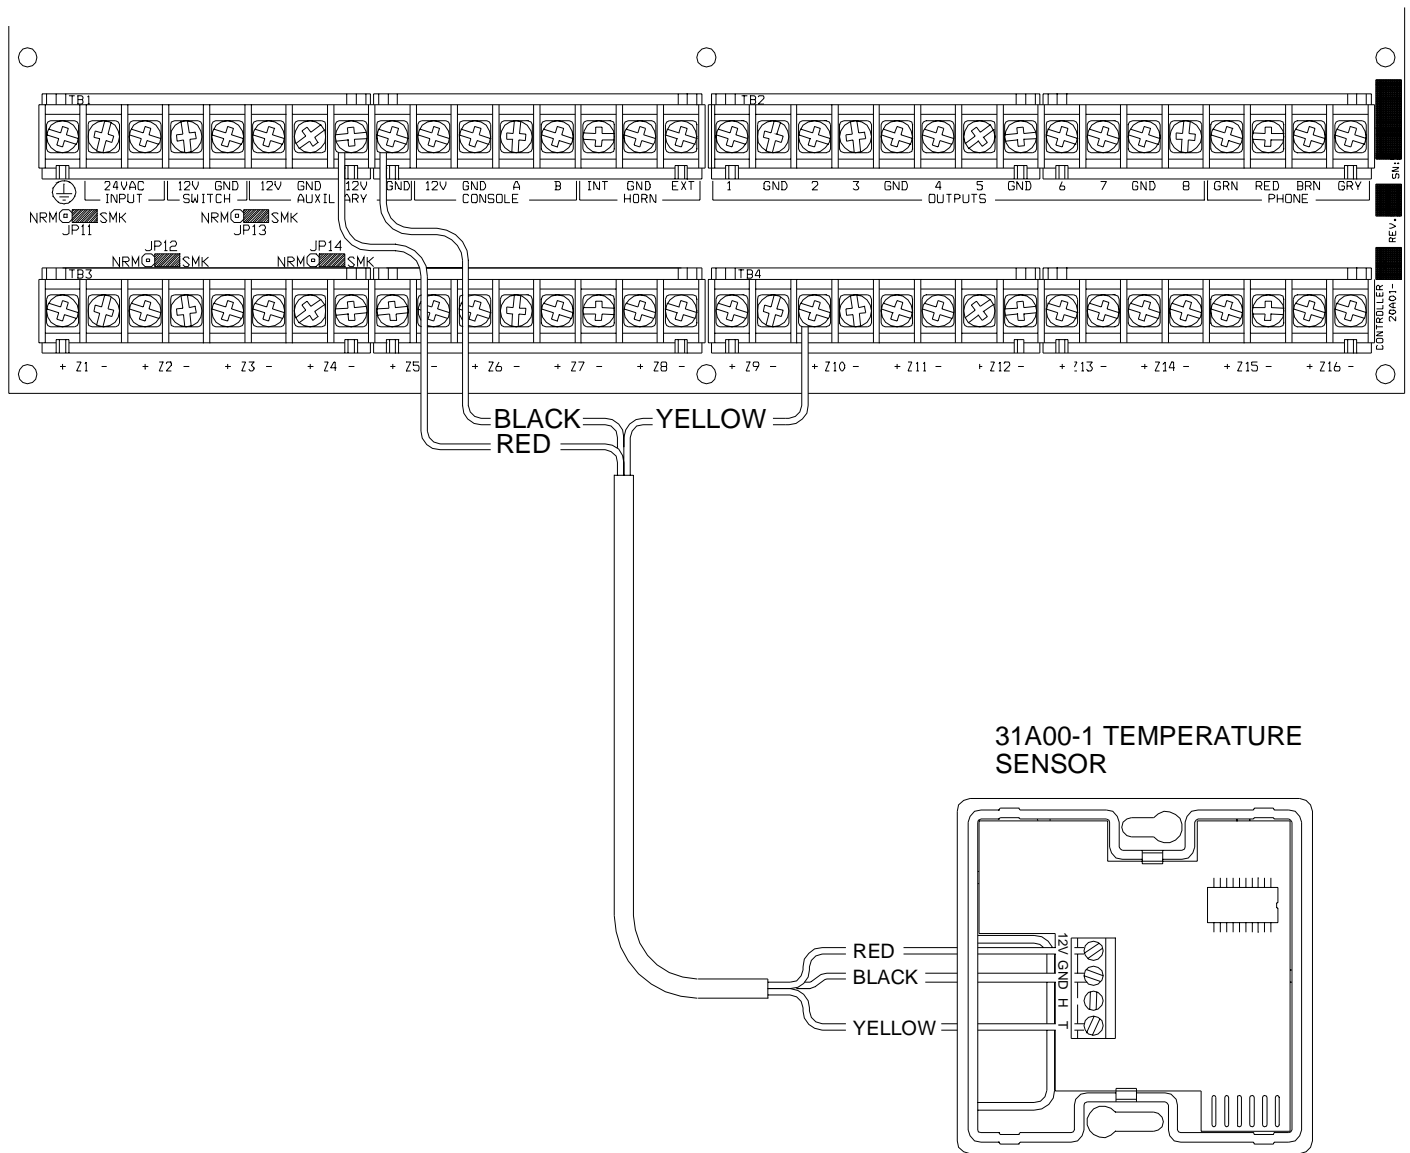 TB1 TB2
24VAC 12V GND 12V GND 12V GND 12V GND A B INT GND EXT 1 GND 2 3 GND 4 5 GND 6 7 GND 8 GRN RED BRN GRY
INPUT SWITCH AUXILIARY CONSOLE HORN OUTPUTS PHONE
SN:
NRM SMK NRM SMK
JP11 JP13
REV.
JP12 JP14
NRM SMK NRM SMK
TB3 TB4
CONTROLLER
20A01-
+ Z1 - + Z2 - + Z3 - + Z4 - + Z5 - + Z6 - + Z7 - + Z8 - + Z9 - + Z10 - + Z11 - + Z12 - + Z13 - + Z14 - + Z15 - + Z16 -
BLACK YELLOW
RED
31A00-1 TEMPERATURE
SENSOR
RED
BLACK
YELLOW
12V GND H T